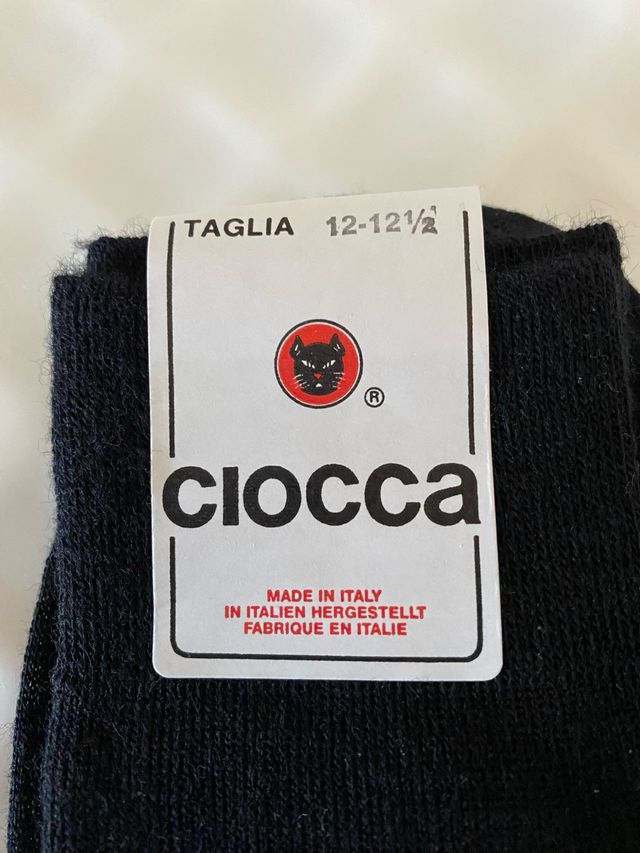 TAGLIA 12-12½
®
CIOCCA
MADE IN ITALY
IN ITALIEN HERGESTELLT
FABRIQUE EN ITALIE